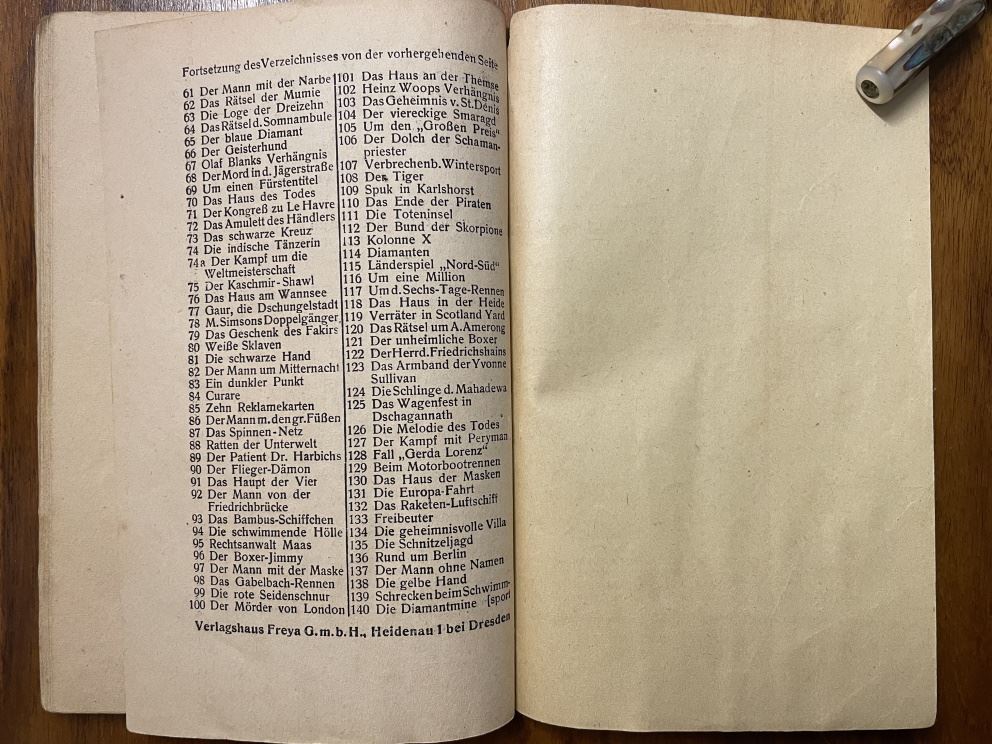 Fortsetzung des Verzeichnisses von der vorhergehenden Seite
61 Der Mann mit der Narbe
62 Das Rätsel der Mumie
63 Die Loge der Dreizehn
64 Das Rätsel d. Somnambule
65 Der blaue Diamant
66 Der Geisterhund
67 Olaf Blanks Verhängnis
68 Der Mord in d. Jägerstraße
69 Um einen Fürstentitel
70 Das Haus des Todes
71 Der Kongreß zu Le Havre
72 Das Amulett des Händlers
73 Das schwarze Kreuz
74 Die indische Tänzerin
74a Der Kampf um die
Weltmeisterschaft
75 Der Kaschmir-Shawl
76 Das Haus am Wannsee
77 Gaur, die Dschungelstadt
78 M. Simsons Doppelgänger
79 Das Geschenk des Fakirs
80 Weiße Sklaven
81 Die schwarze Hand
82 Der Mann um Mitternacht
83 Ein dunkler Punkt
84 Curare
85 Zehn Reklamekarten
86 Der Mann m. den gr. Füßen
87 Das Spinnen-Netz
88 Ratten der Unterwelt
89 Der Patient Dr. Harbichs
90 Der Flieger-Dämon
91 Das Haupt der Vier
92 Der Mann von der
Friedrichbrücke
93 Das Bambus-Schiffchen
94 Die schwimmende Hölle
95 Rechtsanwalt Maas
96 Der Boxer-Jimmy
97 Der Mann mit der Maske
98 Das Gabelbach-Rennen
99 Die rote Seidenschnur
100 Der Mörder von London
101 Das Haus an der Themse
102 Heinz Woops Verhängnis
103 Das Geheimnis v. St. Denis
104 Der viereckige Smaragd
105 Um den „Großen Preis"
106 Der Dolch der Schaman-
priester
107 Verbrechen b. Wintersport
108 Der Tiger
109 Spuk in Karlshorst
110 Das Ende der Piraten
111 Die Toteninsel
112 Der Bund der Skorpione
113 Kolonne X
114 Diamanten
115 Länderspiel „Nord-Süd"
116 Um eine Million
117 Um d. Sechs-Tage-Rennen
118 Das Haus in der Heide
119 Verräter in Scotland Yard
120 Das Rätsel um A. Amerong
121 Der unheimliche Boxer
122 Der Herr d. Friedrichshains
123 Das Armband der Yvonne
Sullivan
124 Die Schlinge d. Mahadewa
125 Das Wagenfest in
Dschagannath
126 Die Melodie des Todes
127 Der Kampf mit Peryman
128 Fall „Gerda Lorenz"
129 Beim Motorbootrennen
130 Das Haus der Masken
131 Die Europa-Fahrt
132 Das Raketen-Luftschiff
133 Freibeuter
134 Die geheimnisvolle Villa
135 Die Schnitzeljagd
136 Rund um Berlin
137 Der Mann ohne Namen
138 Die gelbe Hand
139 Schrecken beim Schwimm-
140 Die Diamantmine [sport
Verlagshaus Freya G.m.b.H., Heidenau 1 bei Dresden